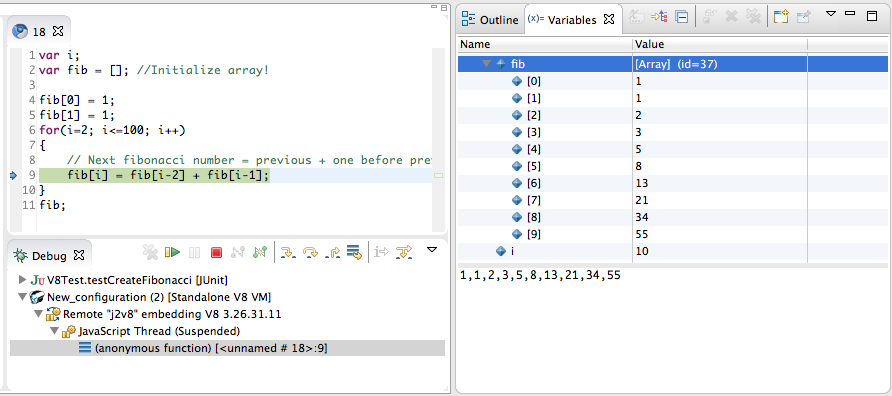 18
1 var i;
2 var fib = []; //Initialize array!
3
4 fib[0] = 1;
5 fib[1] = 1;
6 for(i=2; i<=100; i++)
7 {
8 // Next fibonacci number = previous + one before pre
9 fib[i] = fib[i-2] + fib[i-1];
10 }
11 fib;
Debug
JU V8Test.testCreateFibonacci [JUnit]
New_configuration (2) [Standalone V8 VM]
Remote "j2v8" embedding V8 3.26.31.11
JavaScript Thread (Suspended)
(anonymous function) [<unnamed # 18>:9]
Outline (x)= Variables
Name Value
fib [Array] (id=37)
[0] 1
[1] 1
[2] 2
[3] 3
[4] 5
[5] 8
[6] 13
[7] 21
[8] 34
[9] 55
i 10
1,1,2,3,5,8,13,21,34,55